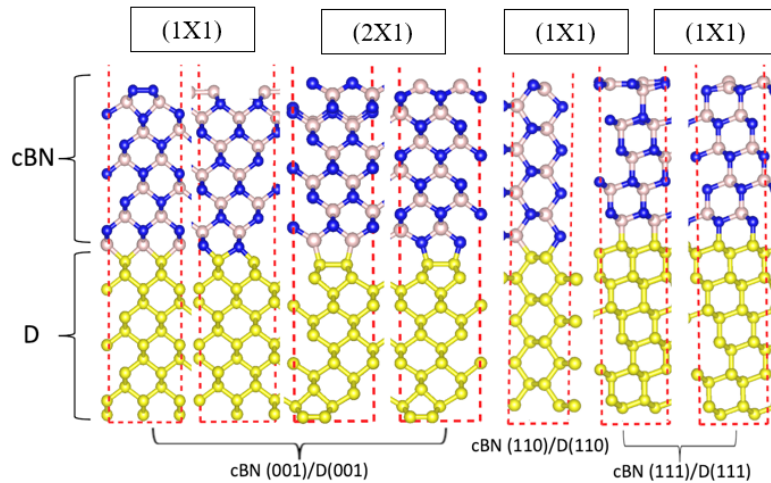 (1X1)
(2X1)
(1X1)
(1X1)
cBN
D
cBN (001)/D(001)
cBN (110)/D(110)
cBN (111)/D(111)